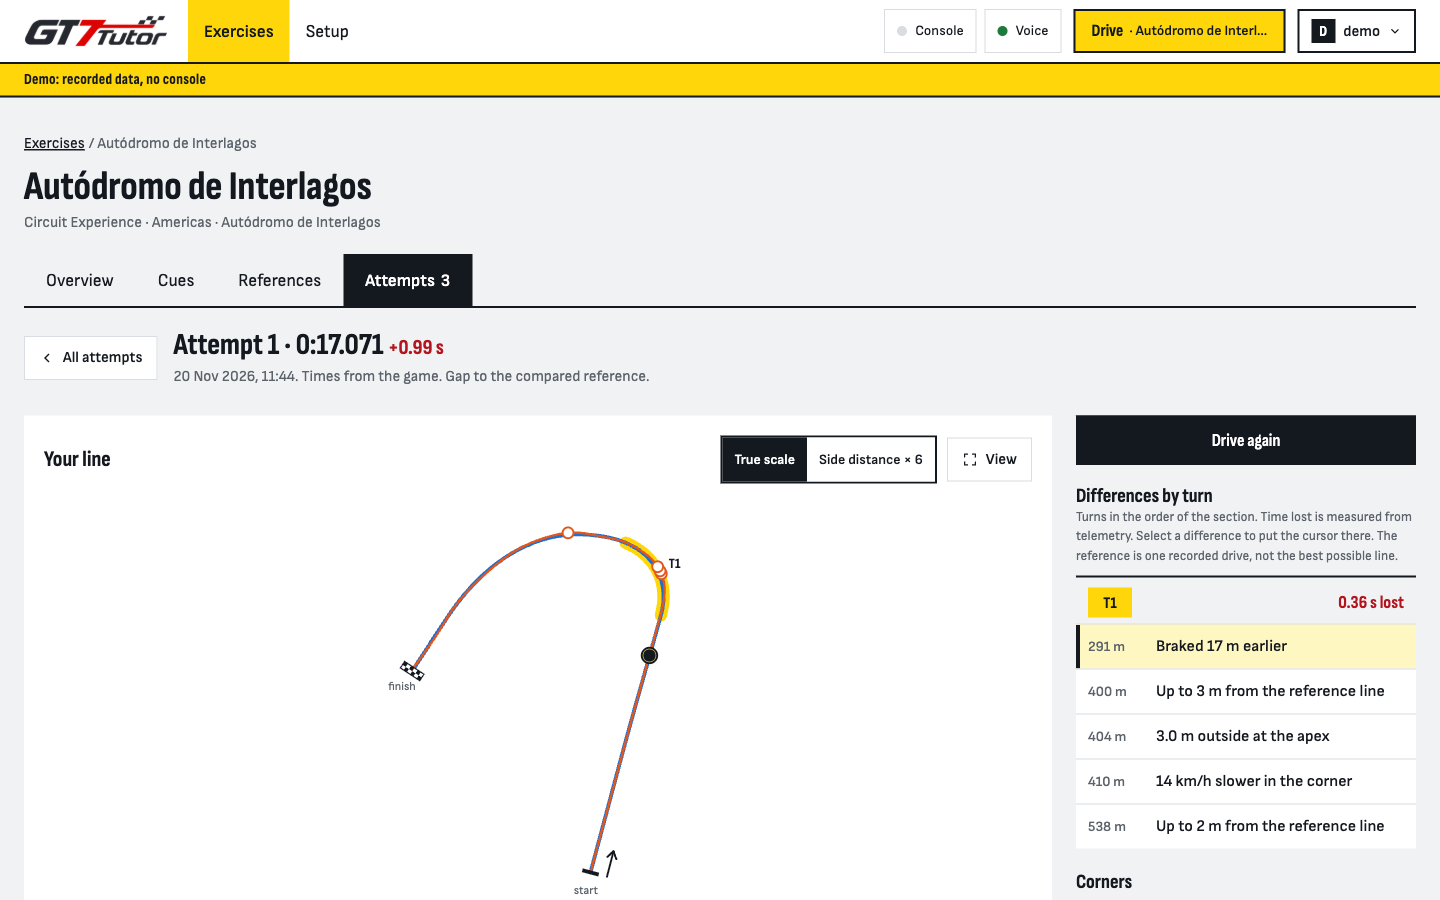 GT7 Tutor
Exercises
Setup
Console
Voice
Drive · Autódromo de Interl...
D demo
Demo: recorded data, no console
Exercises / Autódromo de Interlagos
Autódromo de Interlagos
Circuit Experience · Americas · Autódromo de Interlagos
Overview
Cues
References
Attempts 3
All attempts
Attempt 1 · 0:17.071 +0.99 s
20 Nov 2026, 11:44. Times from the game. Gap to the compared reference.
Your line
True scale
Side distance × 6
View
T1
finish
start
Drive again
Differences by turn
Turns in the order of the section. Time lost is measured from
telemetry. Select a difference to put the cursor there. The
reference is one recorded drive, not the best possible line.
T1 0.36 s lost
291 m Braked 17 m earlier
400 m Up to 3 m from the reference line
404 m 3.0 m outside at the apex
410 m 14 km/h slower in the corner
538 m Up to 2 m from the reference line
Corners